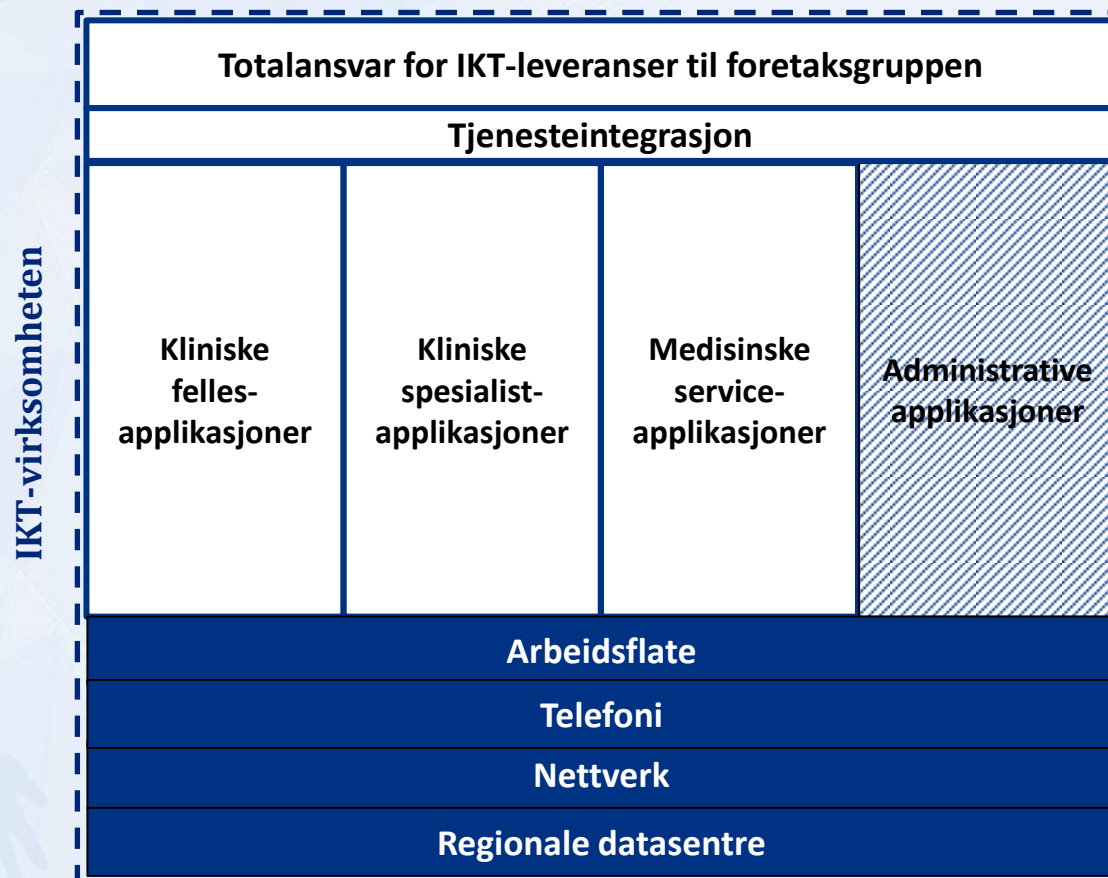 IKT-virksomheten
Totalansvar for IKT-leveranser til foretaksgruppen
Tjenesteintegrasjon
Kliniske
felles-
applikasjoner
Kliniske
spesialist-
applikasjoner
Medisinske
service-
applikasjoner
Administrative
applikasjoner
Arbeidsflate
Telefoni
Nettverk
Regionale datasentre